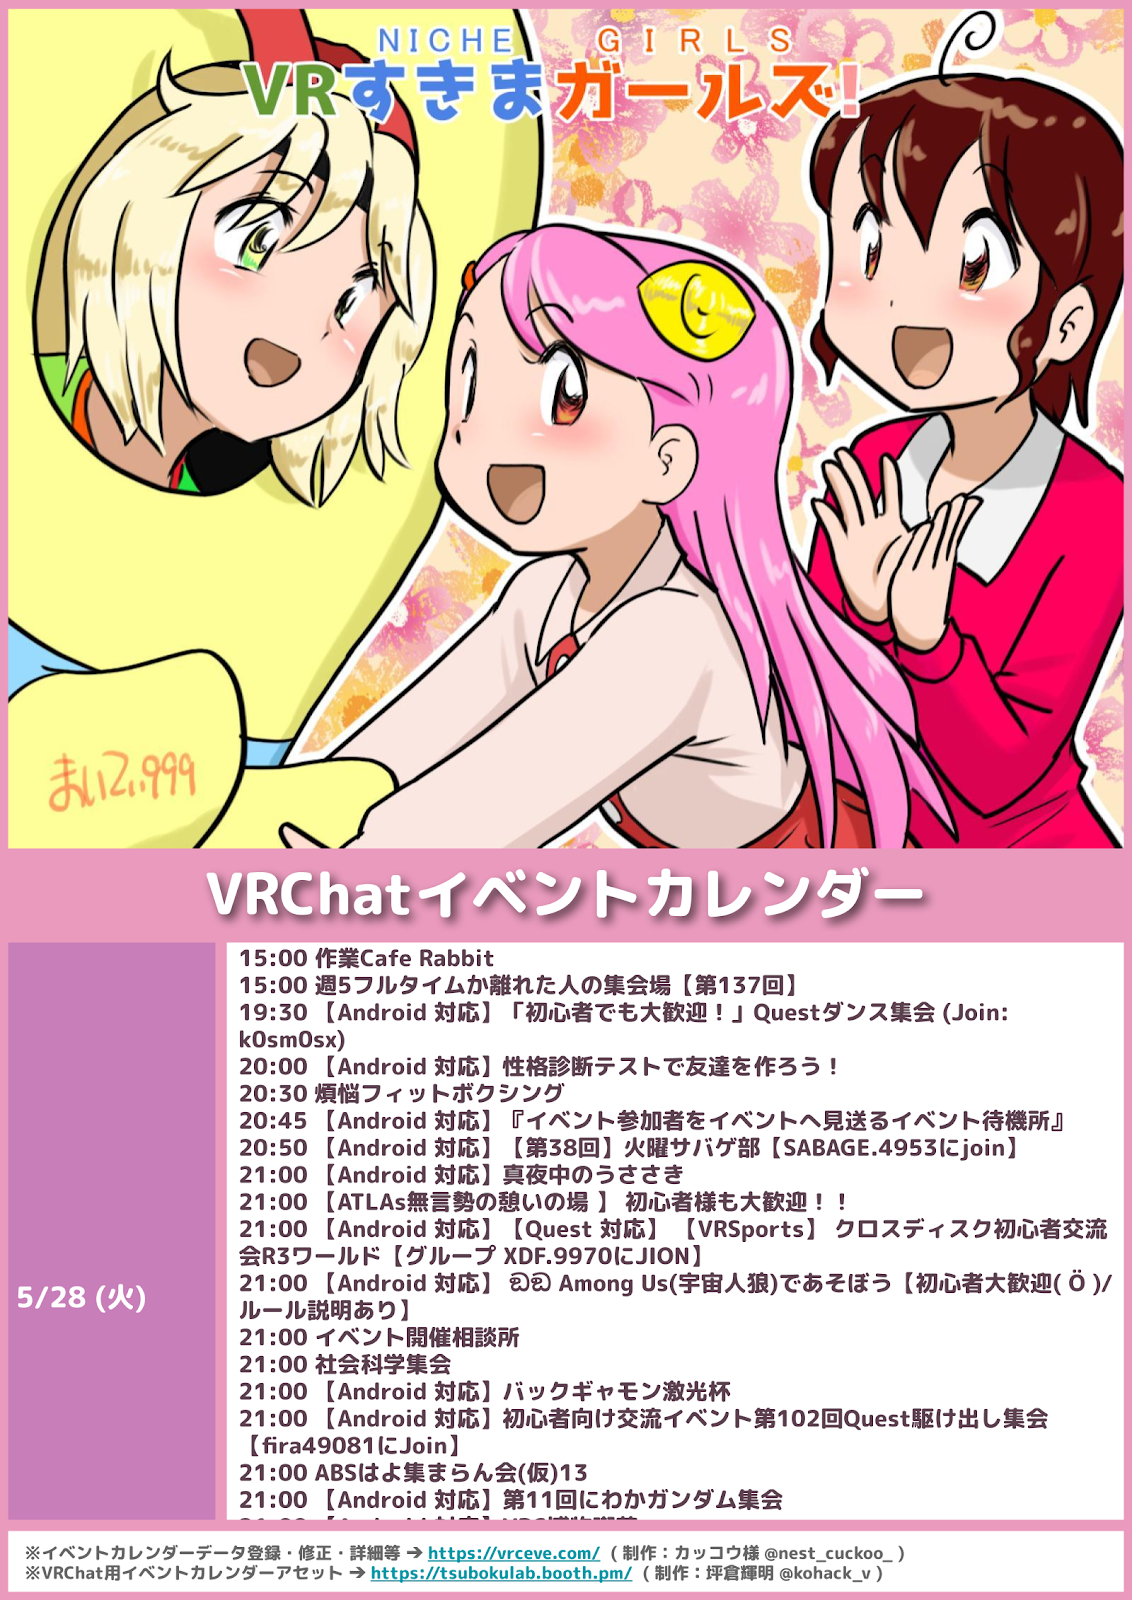 NICHE GIRLS
VRすきまガールズ!
まいてぃ999
VRChatイベントカレンダー
5/28 (火)
15:00 作業Cafe Rabbit
15:00 週5フルタイムか離れた人の集会場【第137回】
19:30 【Android 対応】「初心者でも大歓迎！」Questダンス集会 (Join:
k0sm0sx)
20:00 【Android 対応】性格診断テストで友達を作ろう！
20:30 煩悩フィットボクシング
20:45 【Android 対応】『イベント参加者をイベントへ見送るイベント待機所』
20:50 【Android 対応】【第38回】火曜サバゲ部【SABAGE.4953にjoin】
21:00 【Android 対応】真夜中のうささき
21:00 【ATLAs無言勢の憩いの場 】 初心者様も大歓迎！！
21:00 【Android 対応】【Quest 対応】 【VRSports】 クロスディスク初心者交流
会R3ワールド【グループ XDF.9970にJION】
21:00 【Android 対応】 ඞඞ Among Us(宇宙人狼)であそぼう【初心者大歓迎( Ö )/
ルール説明あり】
21:00 イベント開催相談所
21:00 社会科学集会
21:00 【Android 対応】バックギャモン激光杯
21:00 【Android 対応】初心者向け交流イベント第102回Quest駆け出し集会
【fira49081にJoin】
21:00 ABSはよ集まらん会(仮)13
21:00 【Android 対応】第11回にわかガンダム集会
※イベントカレンダーデータ登録・修正・詳細等 ➔ https://vrceve.com/ ( 制作：カッコウ様 @nest_cuckoo_ )
※VRChat用イベントカレンダーアセット ➔ https://tsubokulab.booth.pm/ ( 制作：坪倉輝明 @kohack_v )